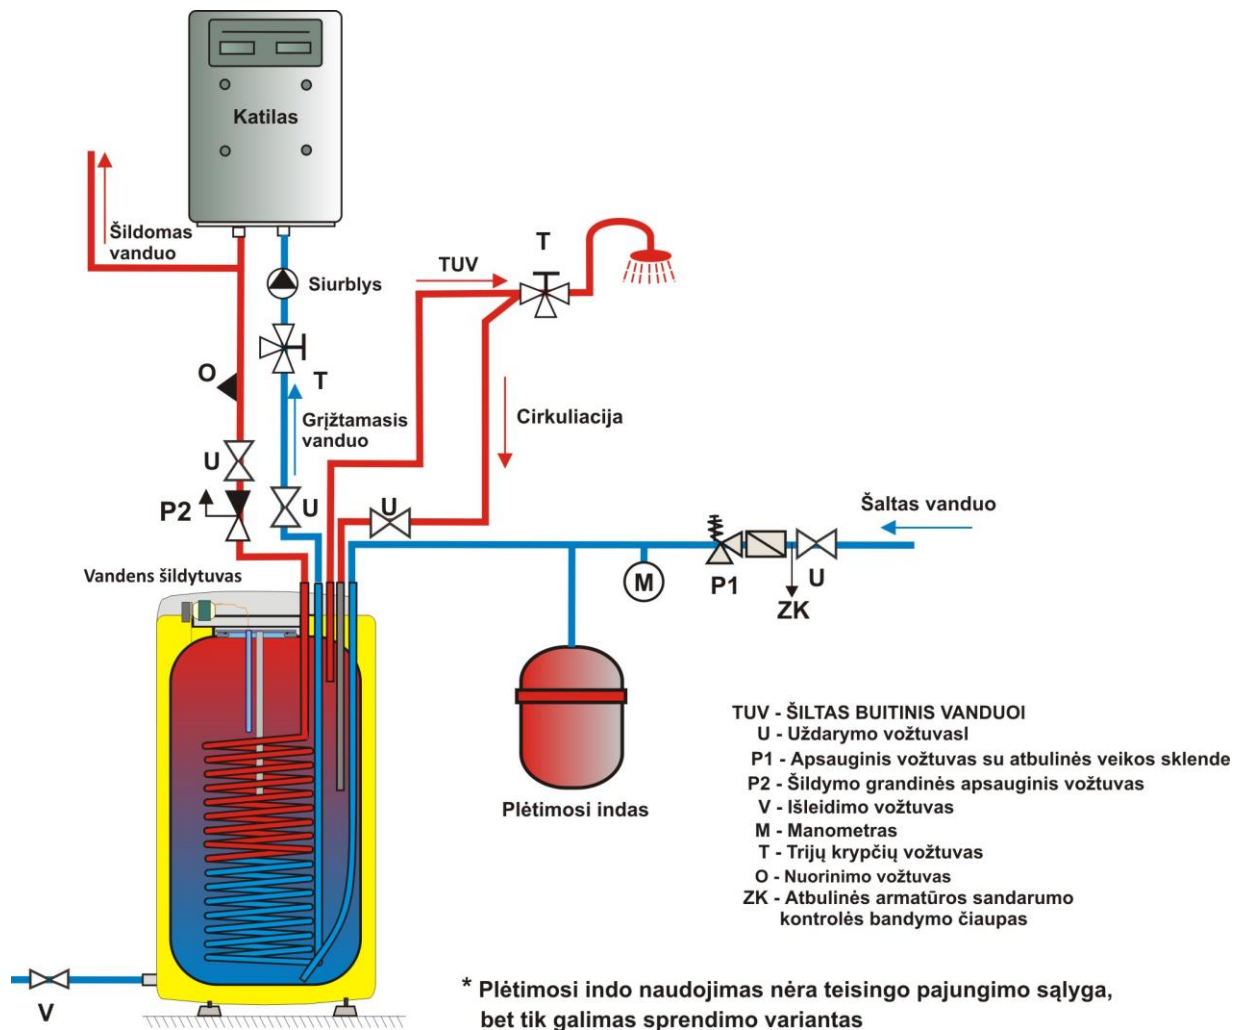 Katilas
Šildomas
vanduo
T
TUV
Siurblys
O
T
Grįžtamasis
vanduo
Cirkuliacija
U
P2
U
U
Šaltas vanduo
Vandens šildytuvas
M
P1
U
ZK
Plėtimosi indas
TUV - ŠILTAS BUITINIS VANDUOI
U - Uždarymo vožtuvasI
P1 - Apsauginis vožtuvas su atbulinės veikos sklende
P2 - Šildymo grandinės apsauginis vožtuvas
V - Išleidimo vožtuvas
M - Manometras
T - Trijų krypčių vožtuvas
O - Nuorinimo vožtuvas
ZK - Atbulinės armatūros sandarumo
kontrolės bandymo čiaupas
V
* Plėtimosi indo naudojimas nėra teisingo pajungimo sąlyga,
bet tik galimas sprendimo variantas